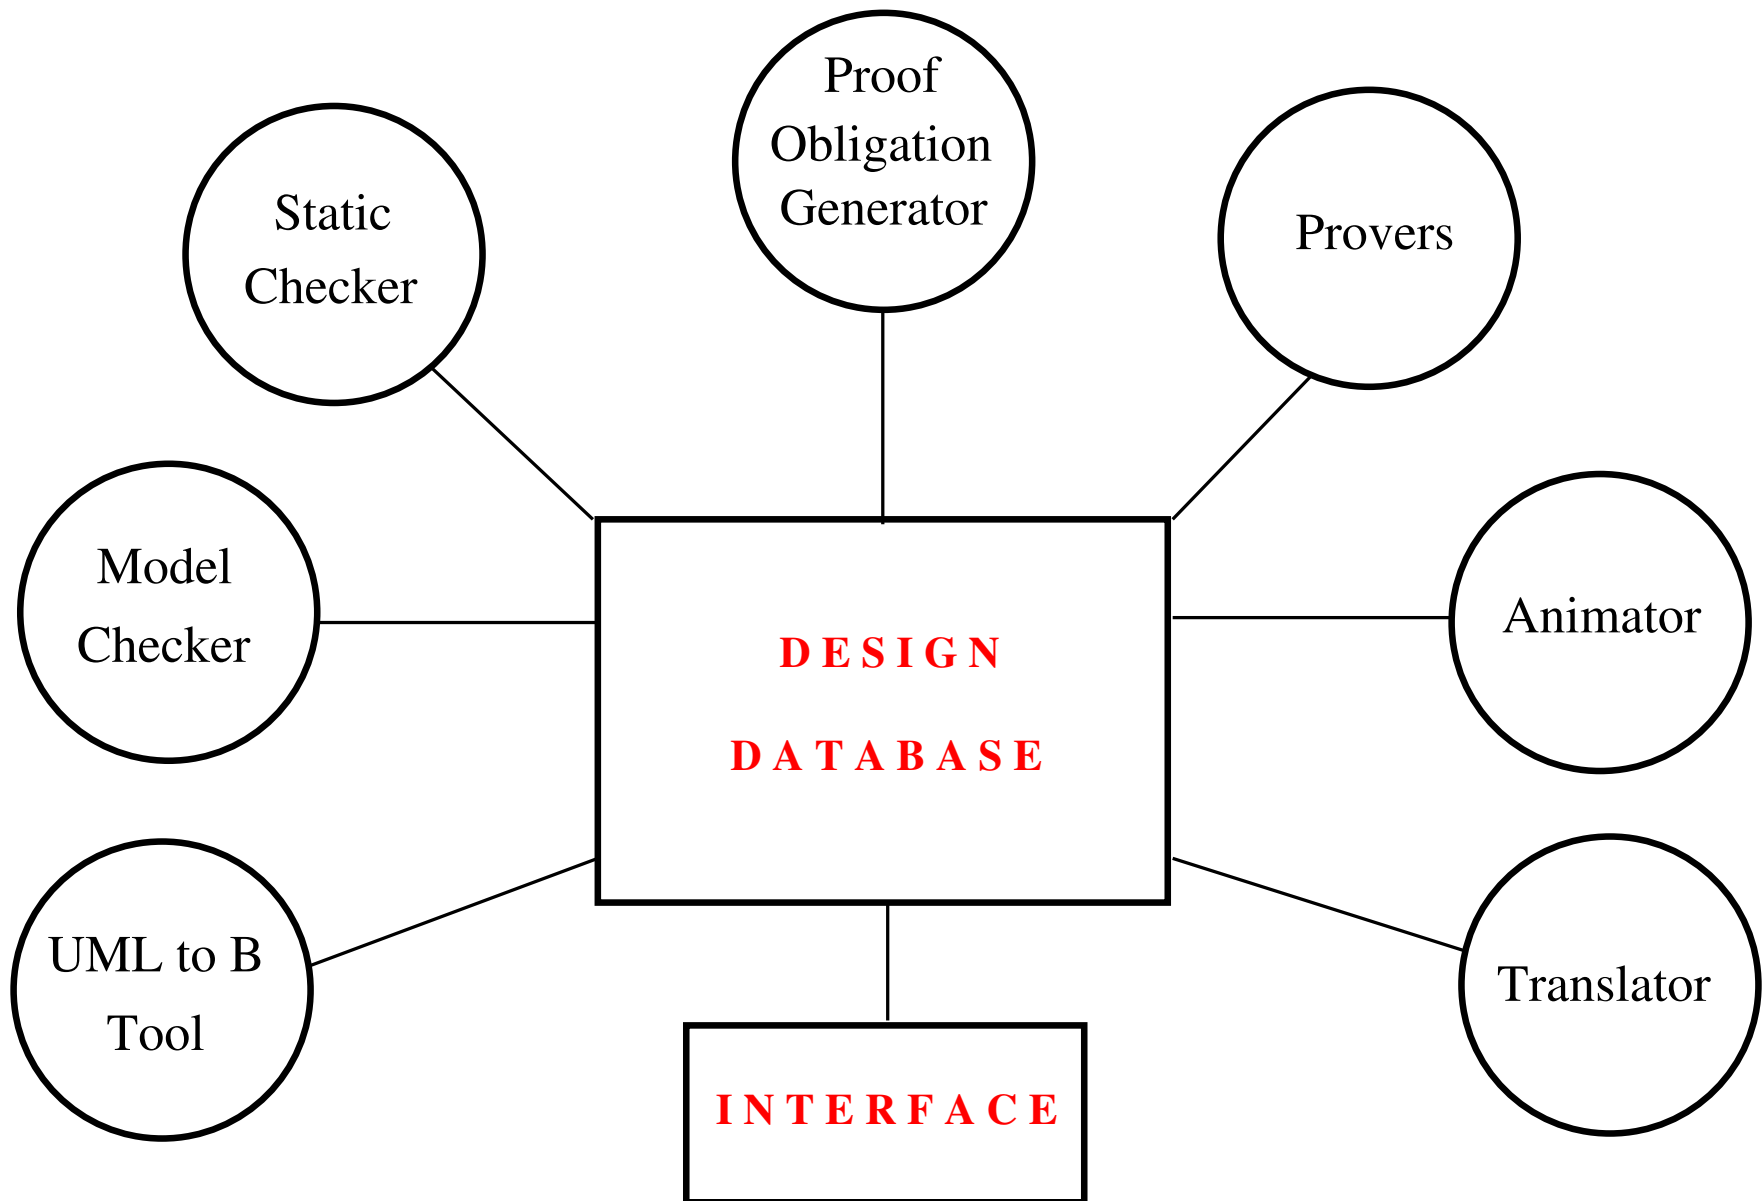 Proof
Obligation
Generator
Static
Checker
Provers
Model
Checker
Animator
DESIGN
DATABASE
UML to B
Tool
Translator
INTERFACE